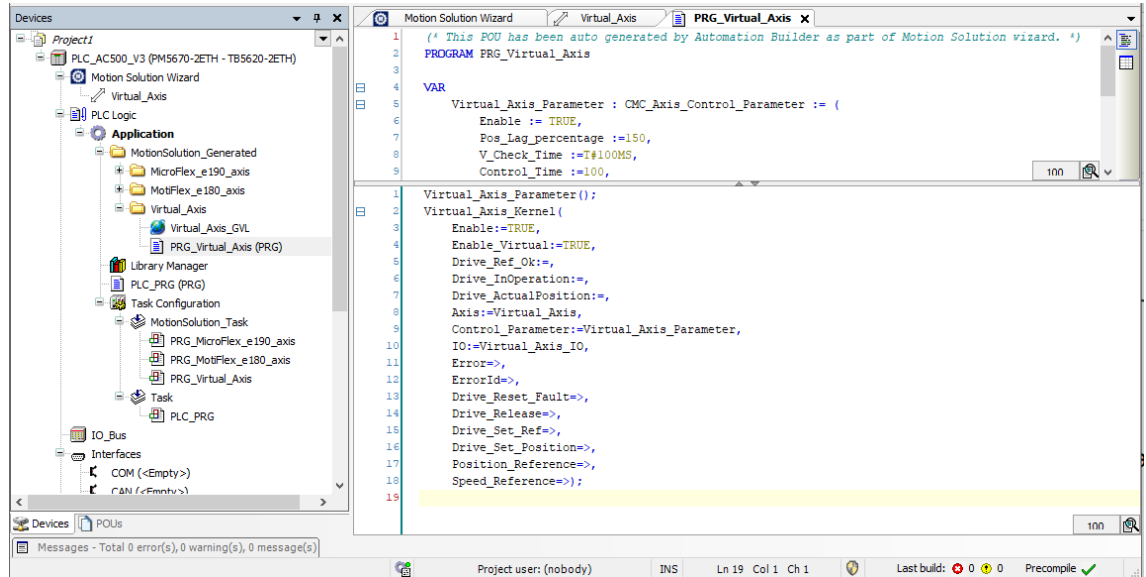 Devices
Project1
PLC_AC500_V3 (PM5670-2ETH - TB5620-2ETH)
Motion Solution Wizard
Virtual_Axis
PLC Logic
Application
MotionSolution_Generated
MicroFlex_e190_axis
MotiFlex_e180_axis
Virtual_Axis
Virtual_Axis_GVL
PRG_Virtual_Axis (PRG)
Library Manager
PLC_PRG (PRG)
Task Configuration
MotionSolution_Task
PRG_MicroFlex_e190_axis
PRG_MotiFlex_e180_axis
PRG_Virtual_Axis
Task
PLC_PRG
IO_Bus
Interfaces
COM (<Empty>)
CAN (<Empty>)
Devices POUs
Motion Solution Wizard Virtual_Axis PRG_Virtual_Axis
1 (* This POU has been auto generated by Automation Builder as part of Motion Solution wizard. *)
2 PROGRAM PRG_Virtual_Axis
3
4 VAR
5 Virtual_Axis_Parameter : CMC_Axis_Control_Parameter := (
6 Enable := TRUE,
7 Pos_Lag_percentage :=150,
8 V_Check_Time :=T#100MS,
9 Control_Time :=100,
100
1 Virtual_Axis_Parameter();
2 Virtual_Axis_Kernel(
3 Enable:=TRUE,
4 Enable_Virtual:=TRUE,
5 Drive_Ref_Ok:=,
6 Drive_InOperation:=,
7 Drive_ActualPosition:=,
8 Axis:=Virtual_Axis,
9 Control_Parameter:=Virtual_Axis_Parameter,
10 IO:=Virtual_Axis_IO,
11 Error=>,
12 ErrorId=>,
13 Drive_Reset_Fault=>,
14 Drive_Release=>,
15 Drive_Set_Ref=>,
16 Drive_Set_Position=>,
17 Position_Reference=>,
18 Speed_Reference=>);
19
100
Messages - Total 0 error(s), 0 warning(s), 0 message(s)
Project user: (nobody) INS Ln 19 Col 1 Ch 1 Last build: 0 0 Precompile